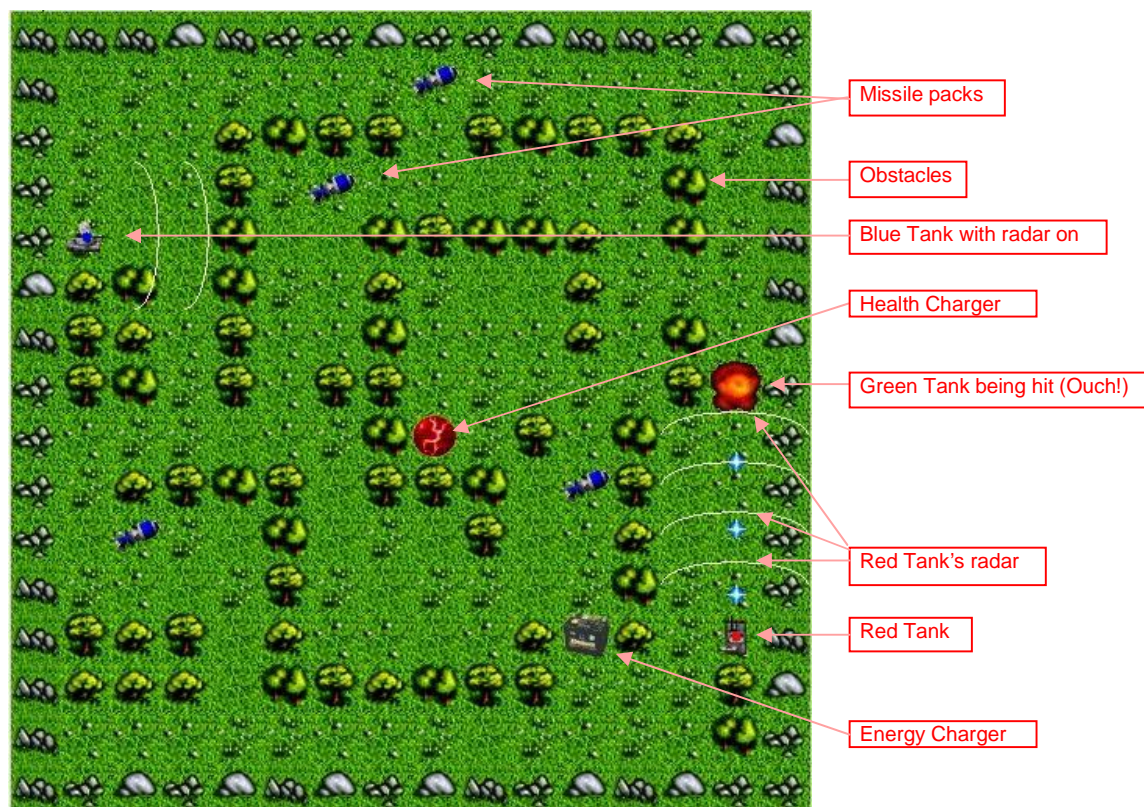 Missile packs
Obstacles
Blue Tank with radar on
Health Charger
Green Tank being hit (Ouch!)
Red Tank’s radar
Red Tank
Energy Charger